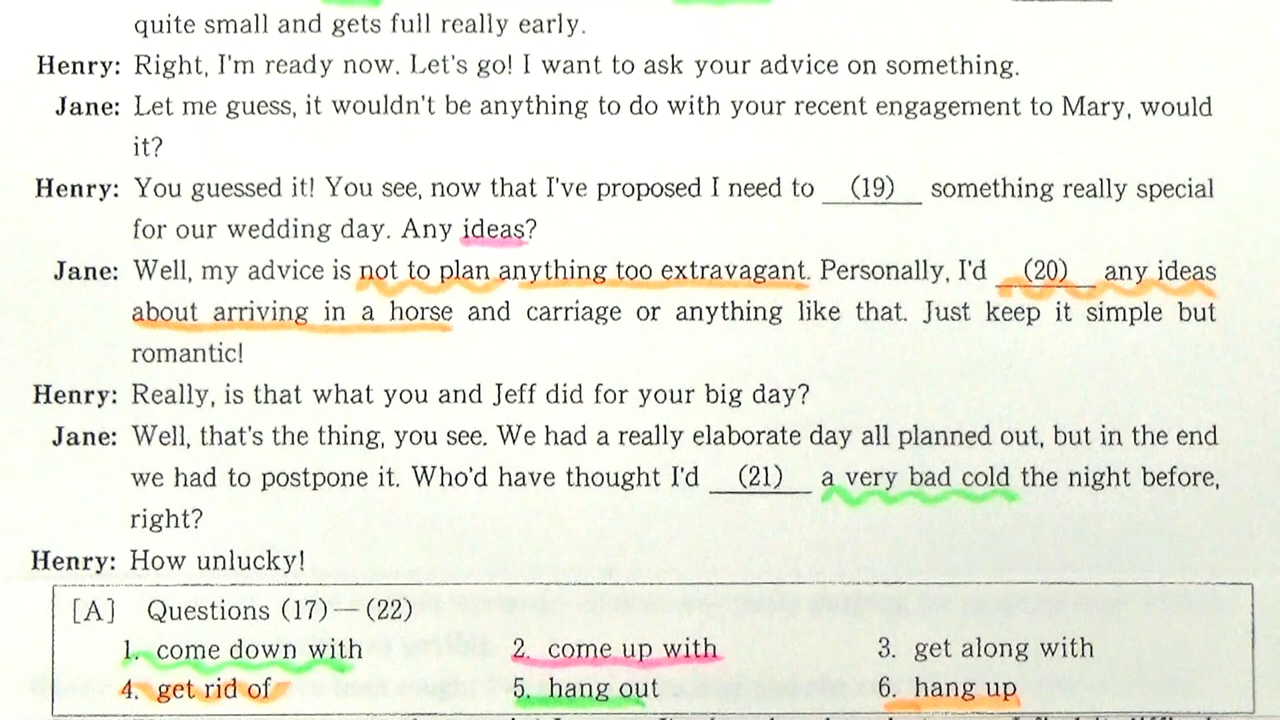 quite small and gets full really early.
Henry: Right, I'm ready now. Let's go! I want to ask your advice on something.
Jane: Let me guess, it wouldn't be anything to do with your recent engagement to Mary, would
it?
Henry: You guessed it! You see, now that I've proposed I need to (19) something really special
for our wedding day. Any ideas?
Jane: Well, my advice is not to plan anything too extravagant. Personally, I'd (20) any ideas
about arriving in a horse and carriage or anything like that. Just keep it simple but
romantic!
Henry: Really, is that what you and Jeff did for your big day?
Jane: Well, that's the thing, you see. We had a really elaborate day all planned out, but in the end
we had to postpone it. Who'd have thought I'd (21) a very bad cold the night before,
right?
Henry: How unlucky!
[A] Questions (17) – (22)
1. come down with 2. come up with 3. get along with
4. get rid of 5. hang out 6. hang up